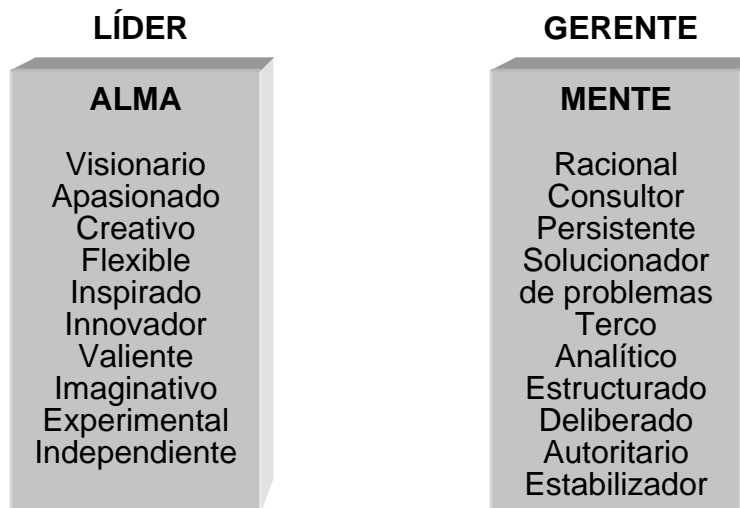 LÍDER
ALMA
Visionario
Apasionado
Creativo
Flexible
Inspirado
Innovador
Valiente
Imaginativo
Experimental
Independiente
GERENTE
MENTE
Racional
Consultor
Persistente
Solucionador
de problemas
Terco
Analítico
Estructurado
Deliberado
Autoritario
Estabilizador